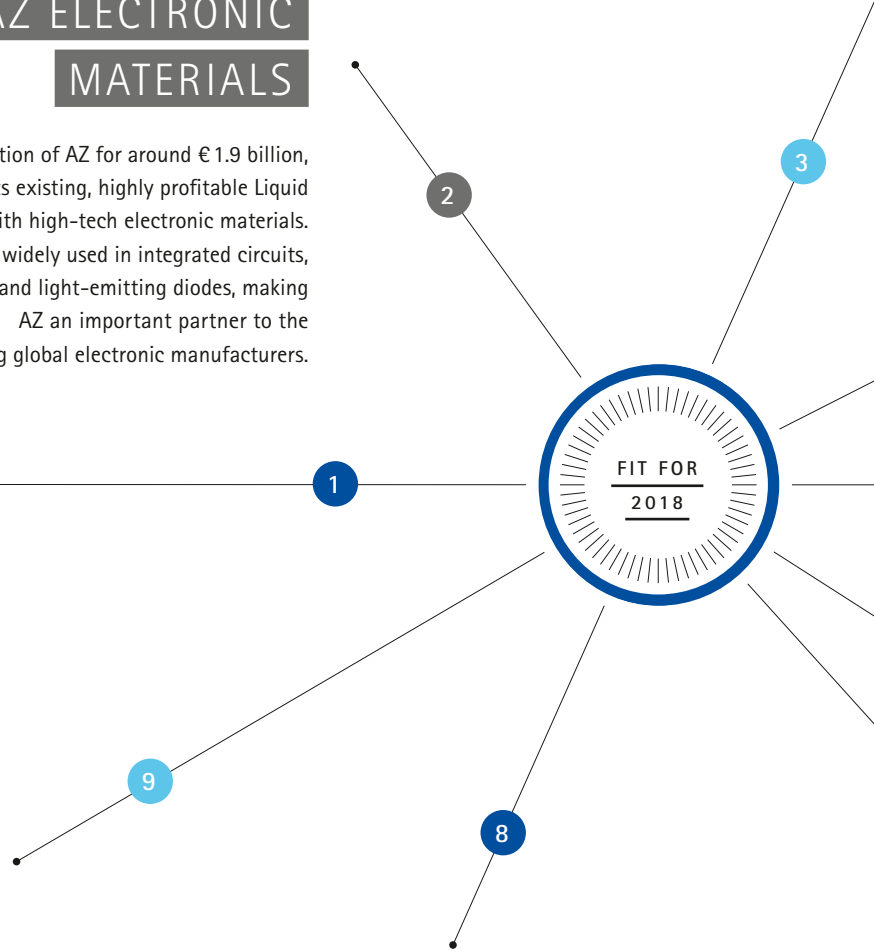 AZ ELECTRONIC
MATERIALS
tion of AZ for around € 1.9 billion,
s existing, highly profitable Liquid
ith high-tech electronic materials.
widely used in integrated circuits,
and light-emitting diodes, making
AZ an important partner to the
g global electronic manufacturers.
2
3
1
FIT FOR
2018
9
8